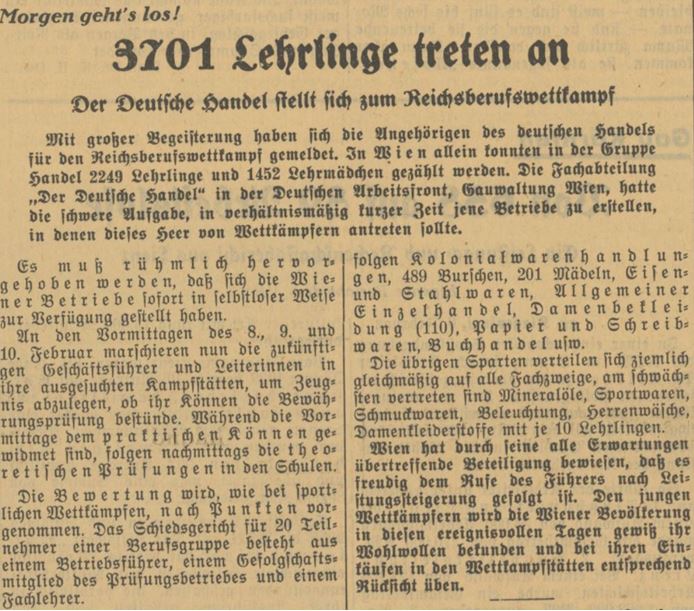 Morgen geht's los!
3701 Lehrlinge treten an
Der Deutsche Handel stellt sich zum Reichsberufswettkampf
Mit großer Begeisterung haben sich die Angehörigen des deutschen Handels
für den Reichsberufswettkampf gemeldet. In Wien allein konnten in der Gruppe
Handel 2249 Lehrlinge und 1452 Lehrmädchen gezählt werden. Die Fachabteilung
„Der Deutsche Handel“ in der Deutschen Arbeitsfront, Gauwaltung Wien, hatte
die schwere Aufgabe, in verhältnismäßig kurzer Zeit jene Betriebe zu erstellen,
in denen dieses Heer von Wettkämpfern antreten sollte.
Es muß rühmlich hervor-
gehoben werden, daß sich die Wie-
ner Betriebe sofort in selbstloser Weise
zur Verfügung gestellt haben.
An den Vormittagen des 8., 9. und
10. Februar marschieren nun die zukünfti-
gen Geschäftsführer und Leiterinnen in
ihre ausgesuchten Kampfstätten, um Zeug-
nis abzulegen, ob ihr Können die Bewäh-
rungsprüfung bestünde. Während die Vor-
mittage dem praktischen Können ge-
widmet sind, folgen nachmittags die theo-
retischen Prüfungen in den Schulen.
Die Bewertung wird, wie bei sport-
lichen Wettkämpfen, nach Punkten vor-
genommen. Das Schiedsgericht für 20 Teil-
nehmer einer Berufsgruppe besteht aus
einem Betriebsführer, einem Gefolgschafts-
mitglied des Prüfungsbetriebes und einem
Fachlehrer.
folgen Kolonialwarenhandlun-
gen, 489 Burschen, 201 Mädeln, Eisen-
und Stahlwaren, Allgemeiner
Einzelhandel, Damenbeklei-
dung (110), Papier und Schreib-
waren, Buchhandel usw.
Die übrigen Sparten verteilen sich ziemlich
gleichmäßig auf alle Fachzweige, am schwäch-
sten vertreten sind Mineralöle, Sportwaren,
Schmuckwaren, Beleuchtung, Herrenwäsche,
Damenkleiderstoffe mit je 10 Lehrlingen.
Wien hat durch seine alle Erwartungen
übertreffende Beteiligung bewiesen, daß es
freudig dem Rufe des Führers nach Lei-
stungssteigerung gefolgt ist. Den jungen
Wettkämpfern wird die Wiener Bevölkerung
in diesen ereignisvollen Tagen gewiß ihr
Wohlwollen bekunden und bei ihren Ein-
käufen in den Wettkampfstätten entsprechend
Rücksicht üben.